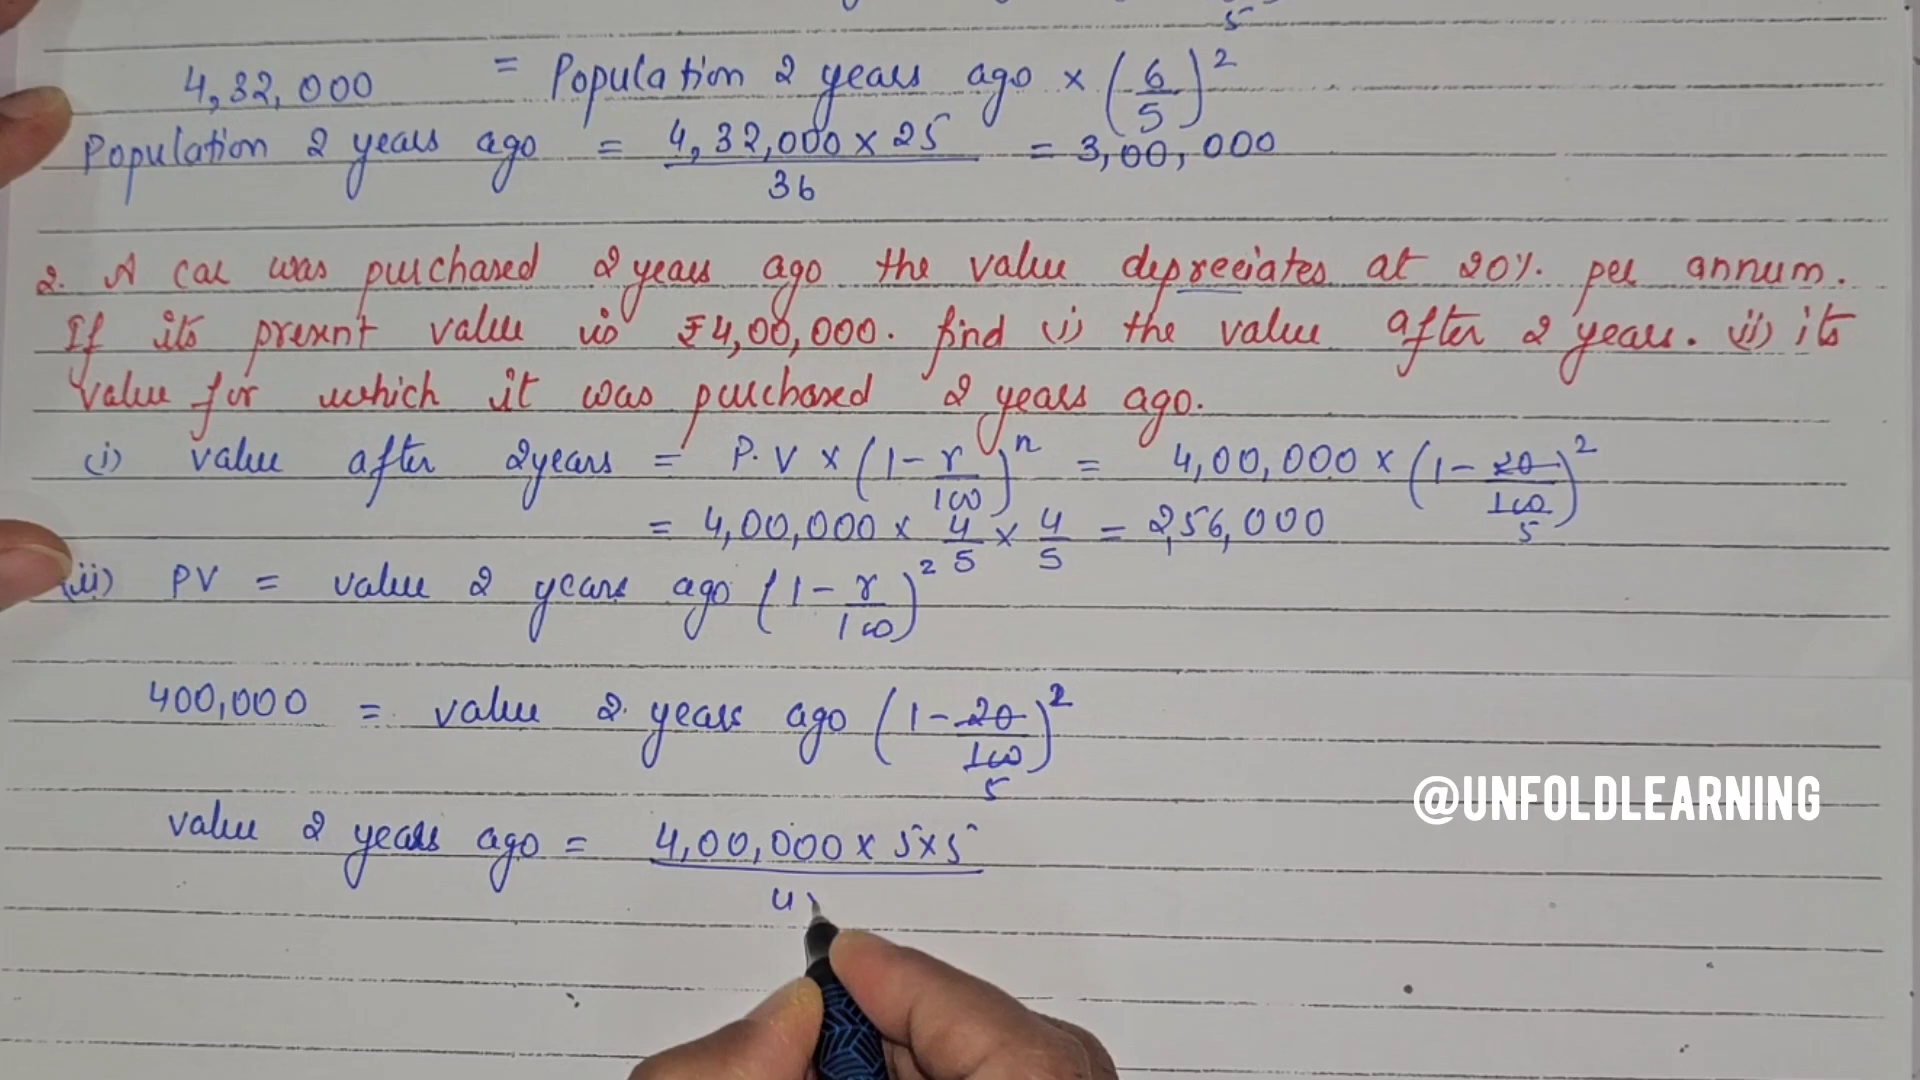 5
4,32,000 = Population 2 years ago × (6/5)²
Population 2 years ago = 4,32,000 × 25 / 36 = 3,00,000
2. A car was purchased 2 years ago the value depreciates at 20% per annum.
If its present value is ₹4,00,000. find (i) the value after 2 years. (ii) its
value for which it was purchased 2 years ago.
(i) value after 2 years = P.V × (1 - r/100)ⁿ = 4,00,000 × (1 - 20/100)²
5
= 4,00,000 × 4/5 × 4/5 = 2,56,000
(ii) PV = value 2 years ago (1 - r/100)²
400,000 = value 2 years ago (1 - 20/100)²
5
@UNFOLDLEARNING
value 2 years ago = 4,00,000 × 5×5
4